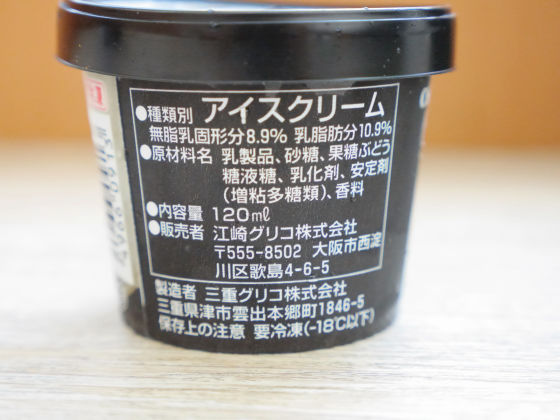 ●種類別 アイスクリーム
無脂乳固形分8.9% 乳脂肪分10.9%
●原材料名 乳製品、砂糖、果糖ぶどう
糖液糖、乳化剤、安定剤
(増粘多糖類)、香料
●内容量 120mℓ
●販売者 江崎グリコ株式会社
〒555-8502 大阪市西淀
川区歌島4-6-5
製造者 三重グリコ株式会社
三重県津市雲出本郷町1846-5
保存上の注意 要冷凍(-18℃以下)